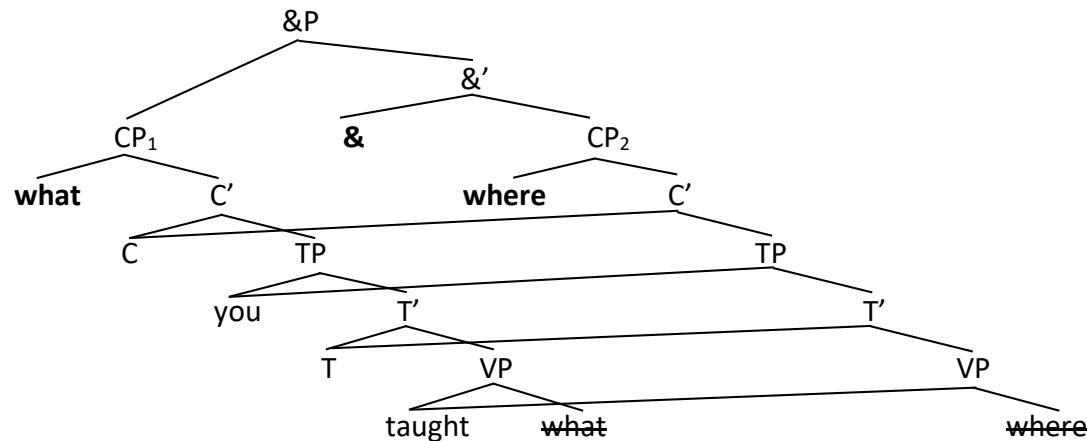 &P
&’
CP₁ & CP₂
what C’ where C’
C TP TP
you T’ T’
T VP VP
taught ~~what~~ ~~where~~